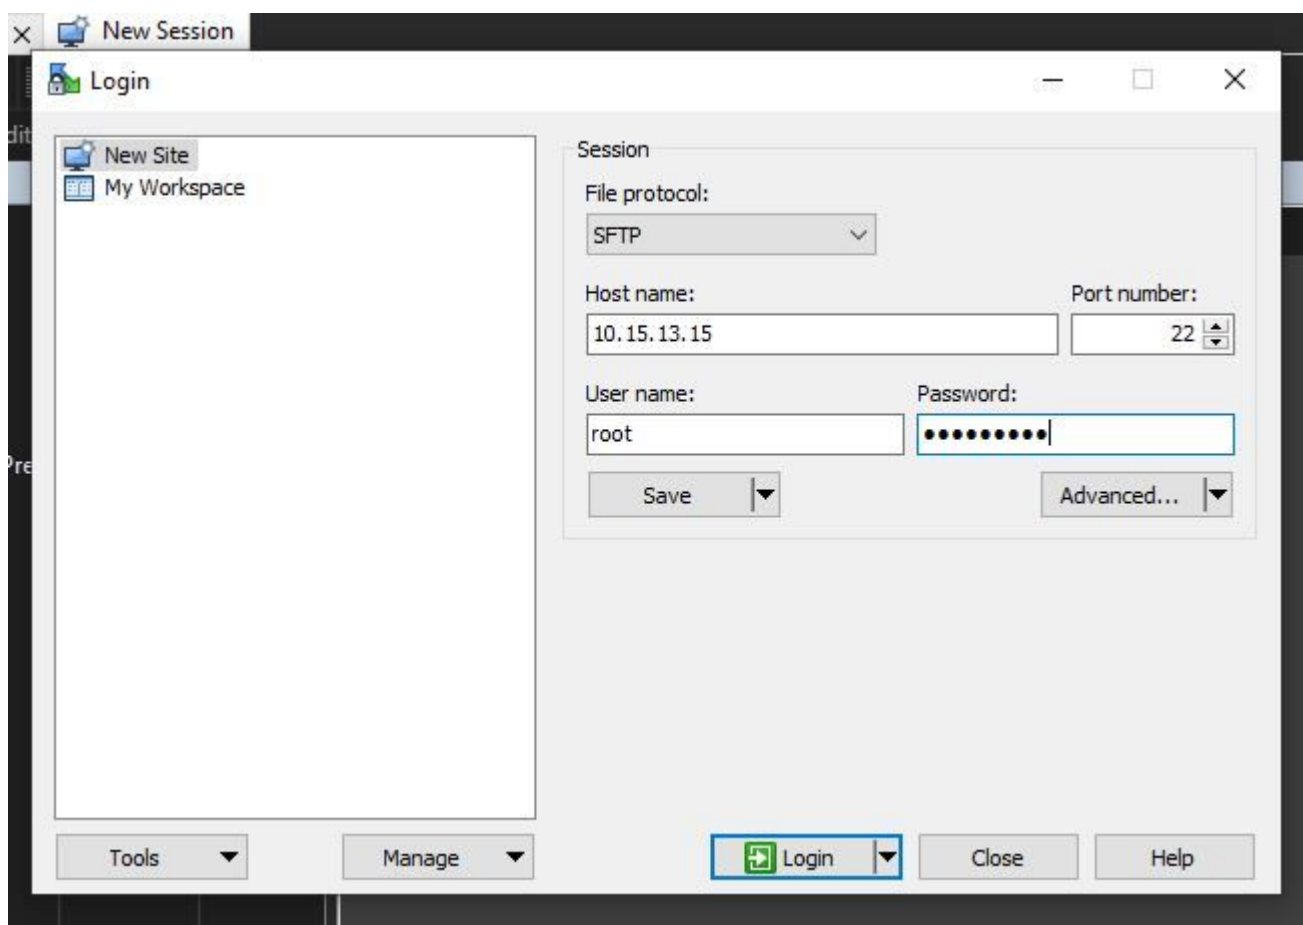 New Session
Login
New Site
My Workspace
Session
File protocol:
SFTP
Host name:
Port number:
10.15.13.15
22
User name:
Password:
root
•••••••••
Save
Advanced...
Tools
Manage
Login
Close
Help